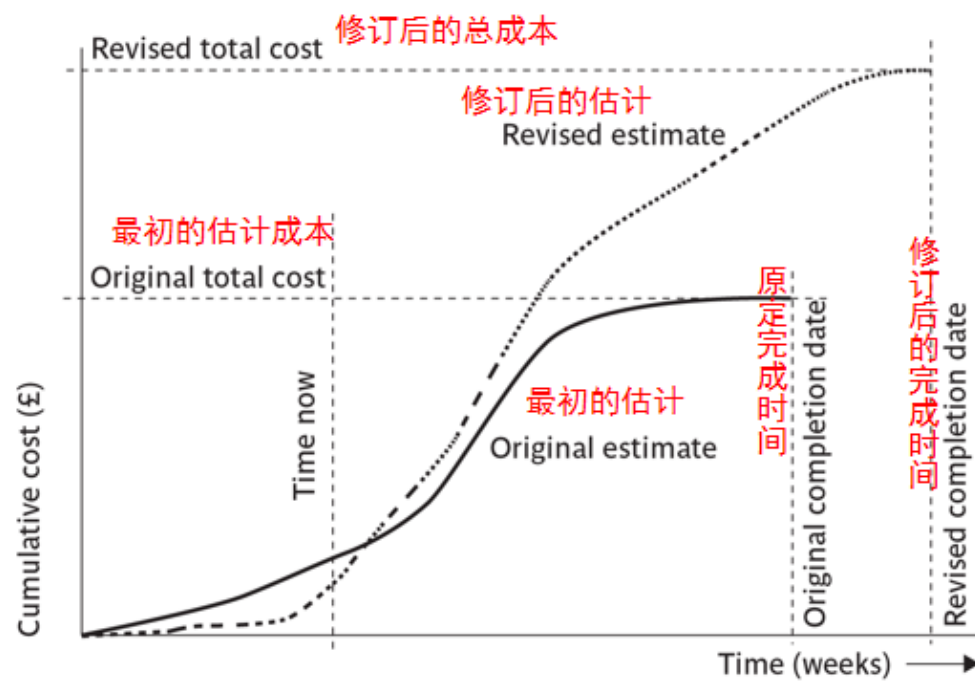 修订后的总成本
Revised total cost
修订后的估计
Revised estimate
最初的估计成本
Original total cost
原定完成时间
Original completion date
修订后的完成时间
Revised completion date
Time now
最初的估计
Original estimate
Cumulative cost (£)
Time (weeks)